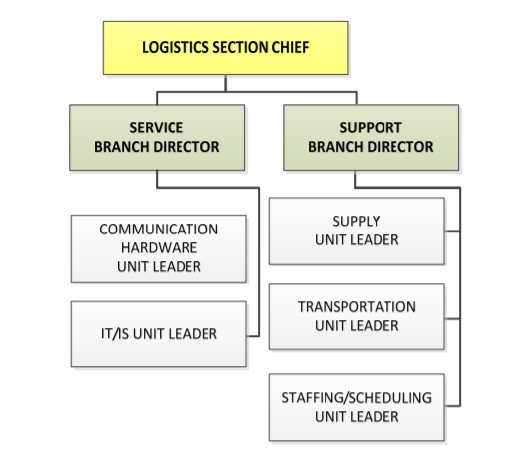 LOGISTICS SECTION CHIEF
SERVICE
BRANCH DIRECTOR
SUPPORT
BRANCH DIRECTOR
COMMUNICATION
HARDWARE
UNIT LEADER
IT/IS UNIT LEADER
SUPPLY
UNIT LEADER
TRANSPORTATION
UNIT LEADER
STAFFING/SCHEDULING
UNIT LEADER